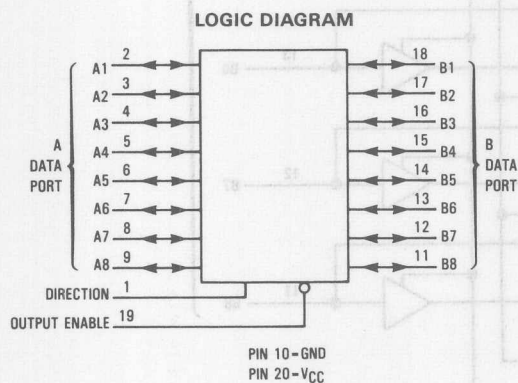 LOGIC DIAGRAM
A1 2
A2 3
A3 4
A4 5
A5 6
A6 7
A7 8
A8 9
A
DATA
PORT
18 B1
17 B2
16 B3
15 B4
14 B5
13 B6
12 B7
11 B8
B
DATA
PORT
DIRECTION 1
OUTPUT ENABLE 19
PIN 10=GND
PIN 20=VCC